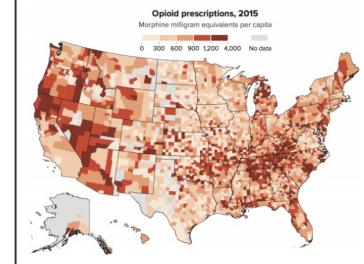 Opioid prescriptions, 2015
Morphine milligram equivalents per capita
0 300 600 900 1,200 4,000 No data